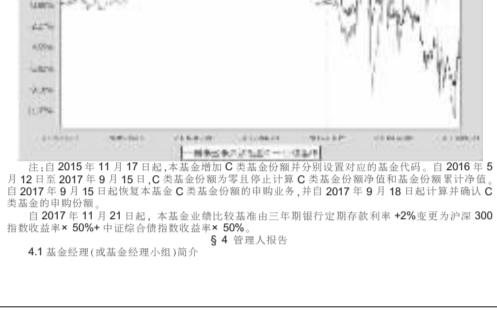 注:自 2015 年 11 月 17 日起,本基金增加 C 类基金份额并分别设置对应的基金代码。自 2016 年 5
月 12 日至 2017 年 9 月 15 日,C 类基金份额为零且停止计算 C 类基金份额净值和基金份额累计净值。
自 2017 年 9 月 15 日起恢复本基金 C 类基金份额的申购业务,并自 2017 年 9 月 18 日起计算并确认 C
类基金的申购份额。
自 2017 年 11 月 21 日起，本基金业绩比较基准由三年期银行定期存款利率 +2%变更为沪深 300
指数收益率× 50%+ 中证综合债指数收益率× 50%。
§ 4 管理人报告
4.1 基金经理(或基金经理小组)简介